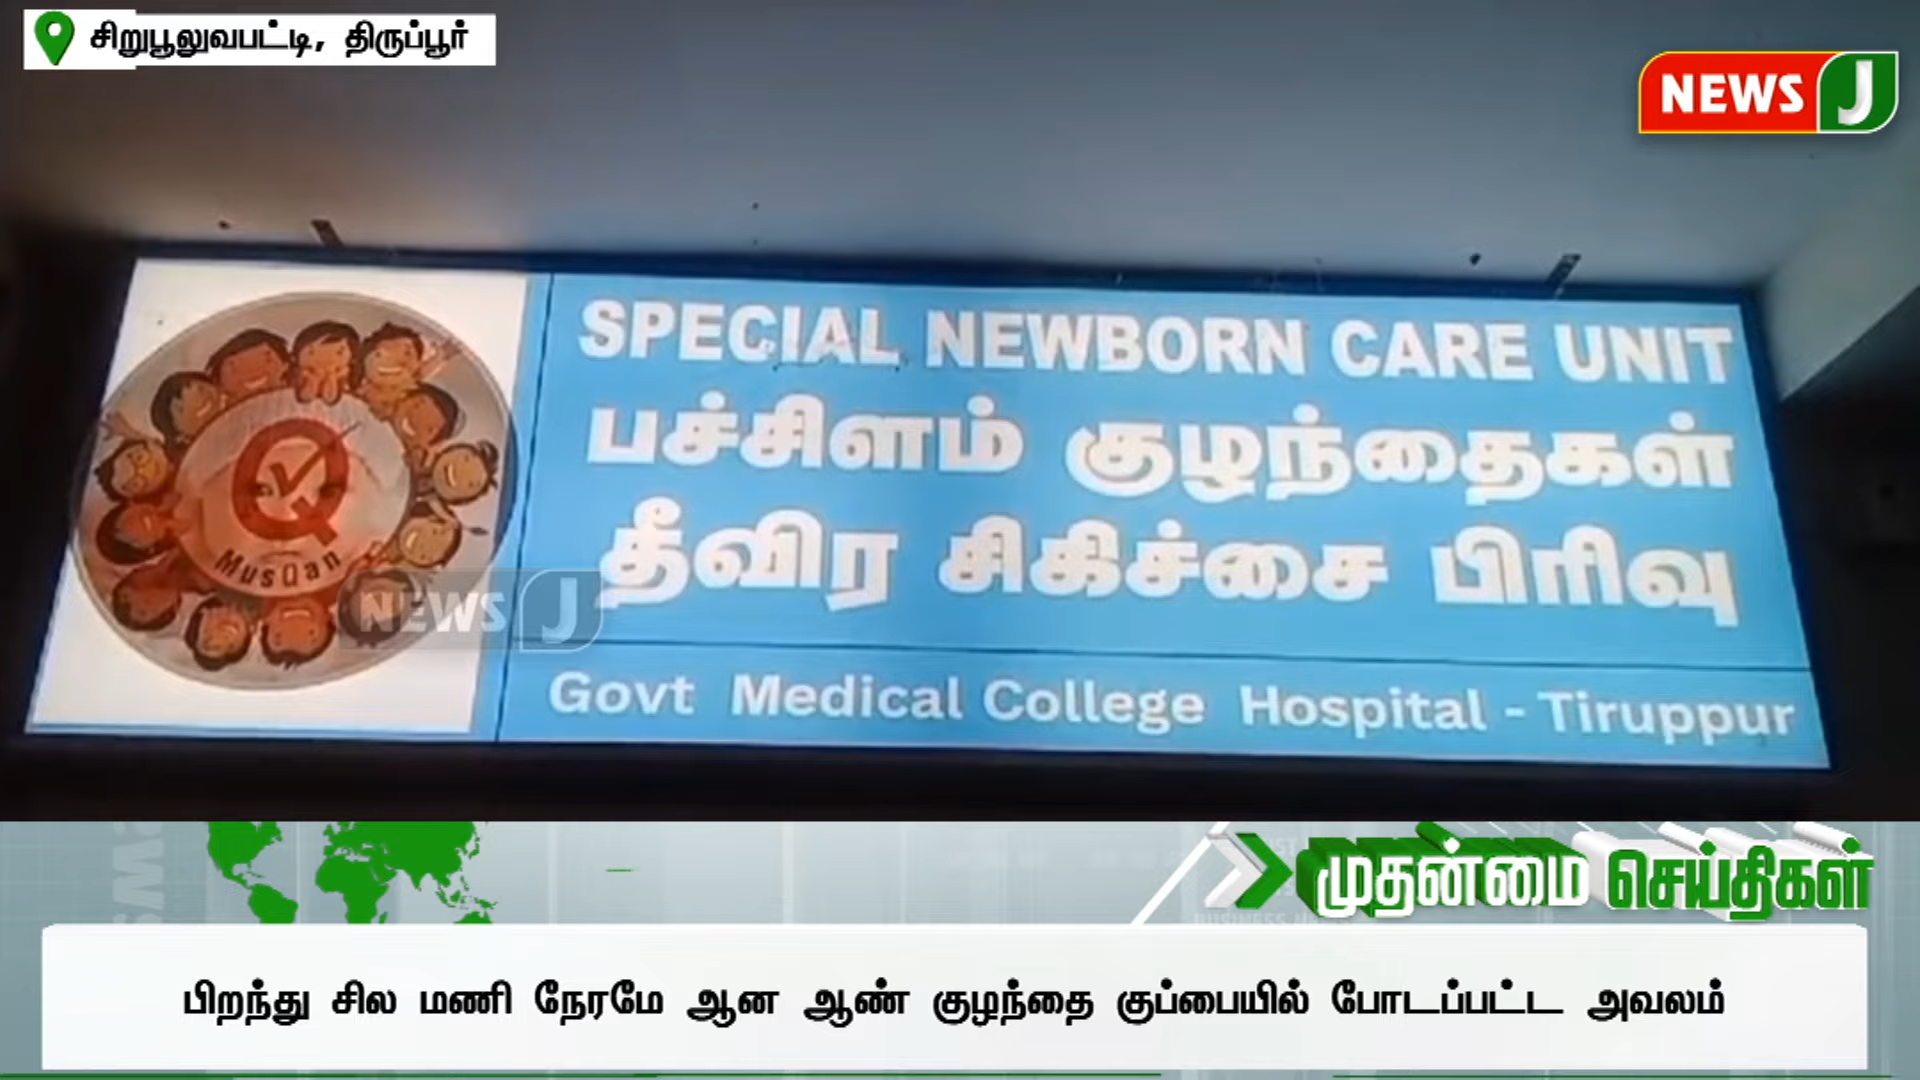 சிறுபூலுவபட்டி, திருப்பூர்
NEWS J
SPECIAL NEWBORN CARE UNIT
பச்சிளம் குழந்தைகள்
தீவிர சிகிச்சை பிரிவு
MusQan
NEWS J
Govt Medical College Hospital - Tiruppur
முதன்மை செய்திகள்
பிறந்து சில மணி நேரமே ஆன ஆண் குழந்தை குப்பையில் போடப்பட்ட அவலம்